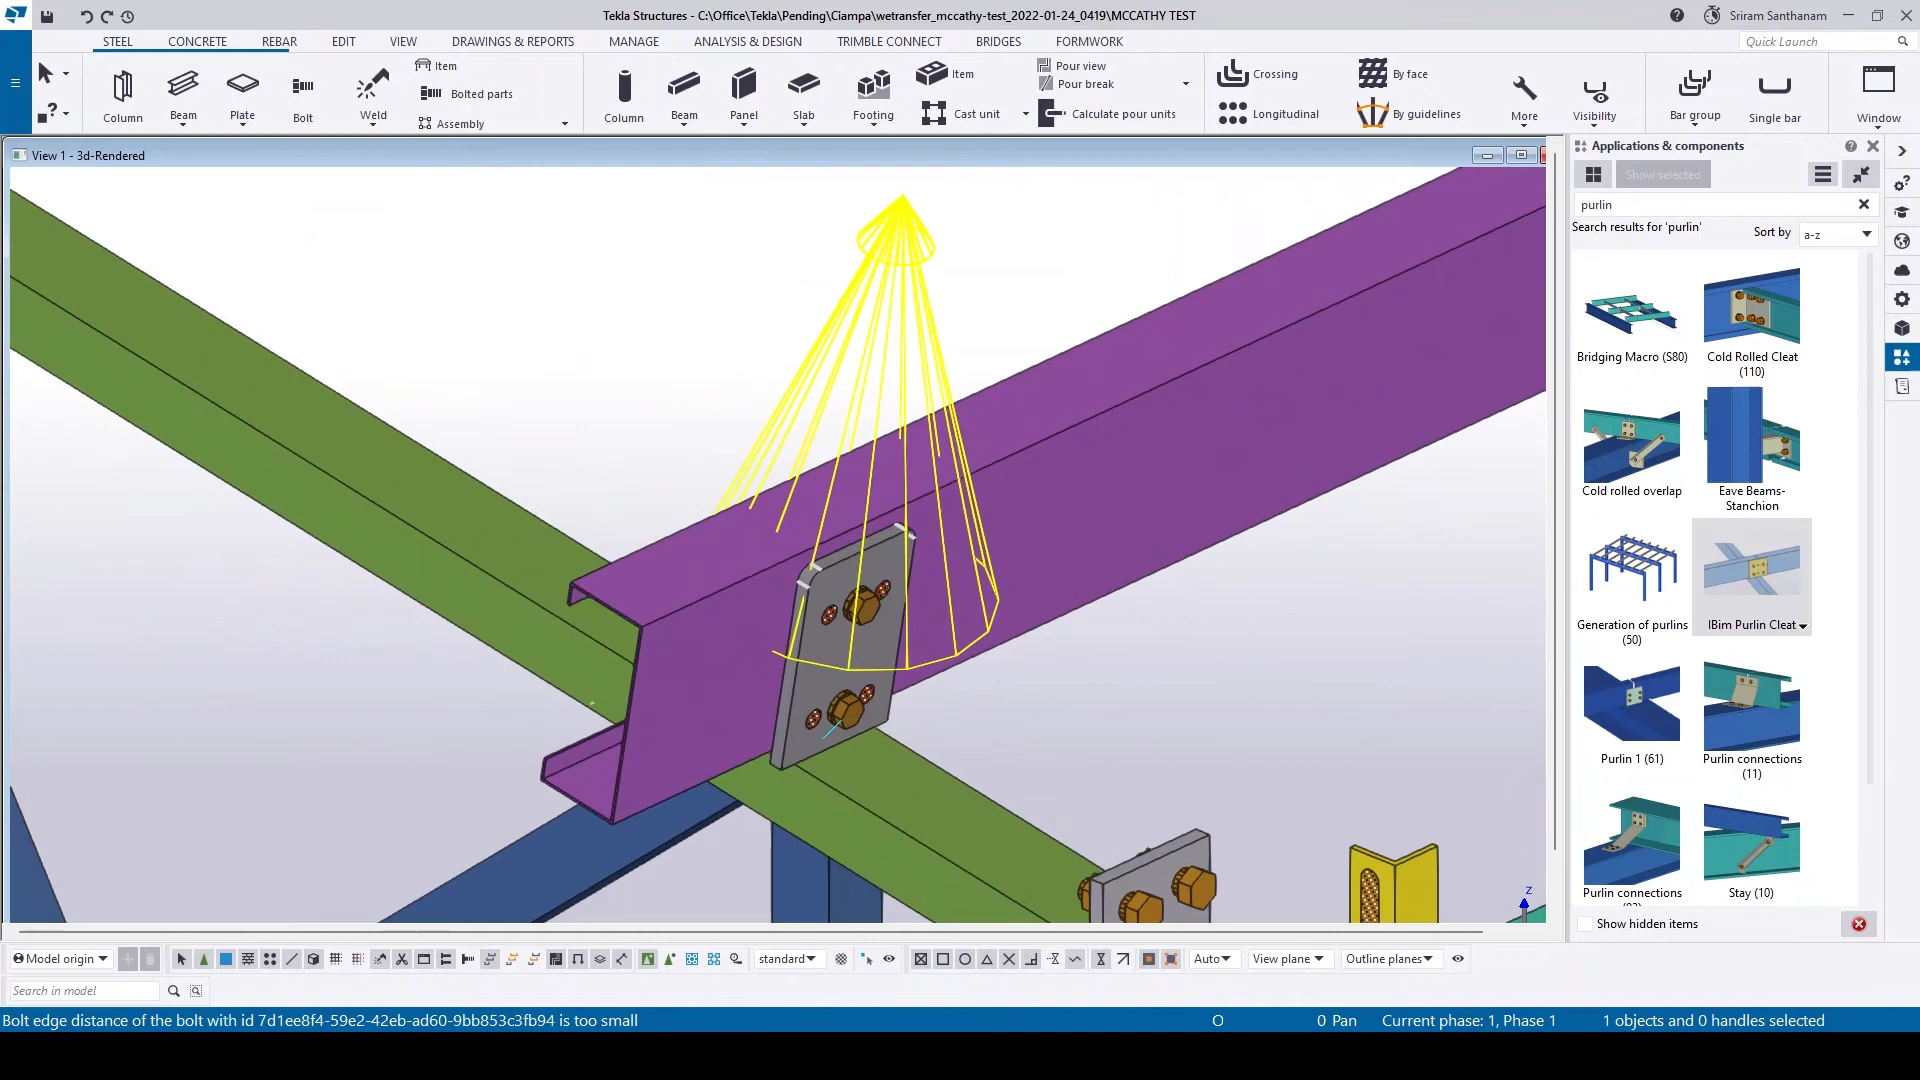 Tekla Structures - C:\Office\Tekla\Pending\Ciampa\wetransfer_mccathy-test_2022-01-24_0419\MCCATHY TEST
Sriram Santhanam
STEEL CONCRETE REBAR EDIT VIEW DRAWINGS & REPORTS MANAGE ANALYSIS & DESIGN TRIMBLE CONNECT BRIDGES FORMWORK
Quick Launch
Item
Bolted parts
Assembly
Column Beam Plate Bolt Weld
Column Beam Panel Slab Footing
Item
Cast unit
Pour view
Pour break
Calculate pour units
Crossing
Longitudinal
By face
By guidelines
More Visibility Bar group Single bar Window
View 1 - 3d-Rendered
Applications & components
Show selected
purlin
Search results for 'purlin'
Sort by a-z
Bridging Macro (S80)
Cold Rolled Cleat
(110)
Cold rolled overlap
Eave Beams-
Stanchion
Generation of purlins
(50)
IBim Purlin Cleat
Purlin 1 (61)
Purlin connections
(11)
Purlin connections
Stay (10)
Show hidden items
Z
Model origin
standard
Auto
View plane
Outline planes
Search in model
Bolt edge distance of the bolt with id 7d1ee8f4-59e2-42eb-ad60-9bb853c3fb94 is too small
O
0 Pan
Current phase: 1, Phase 1
1 objects and 0 handles selected